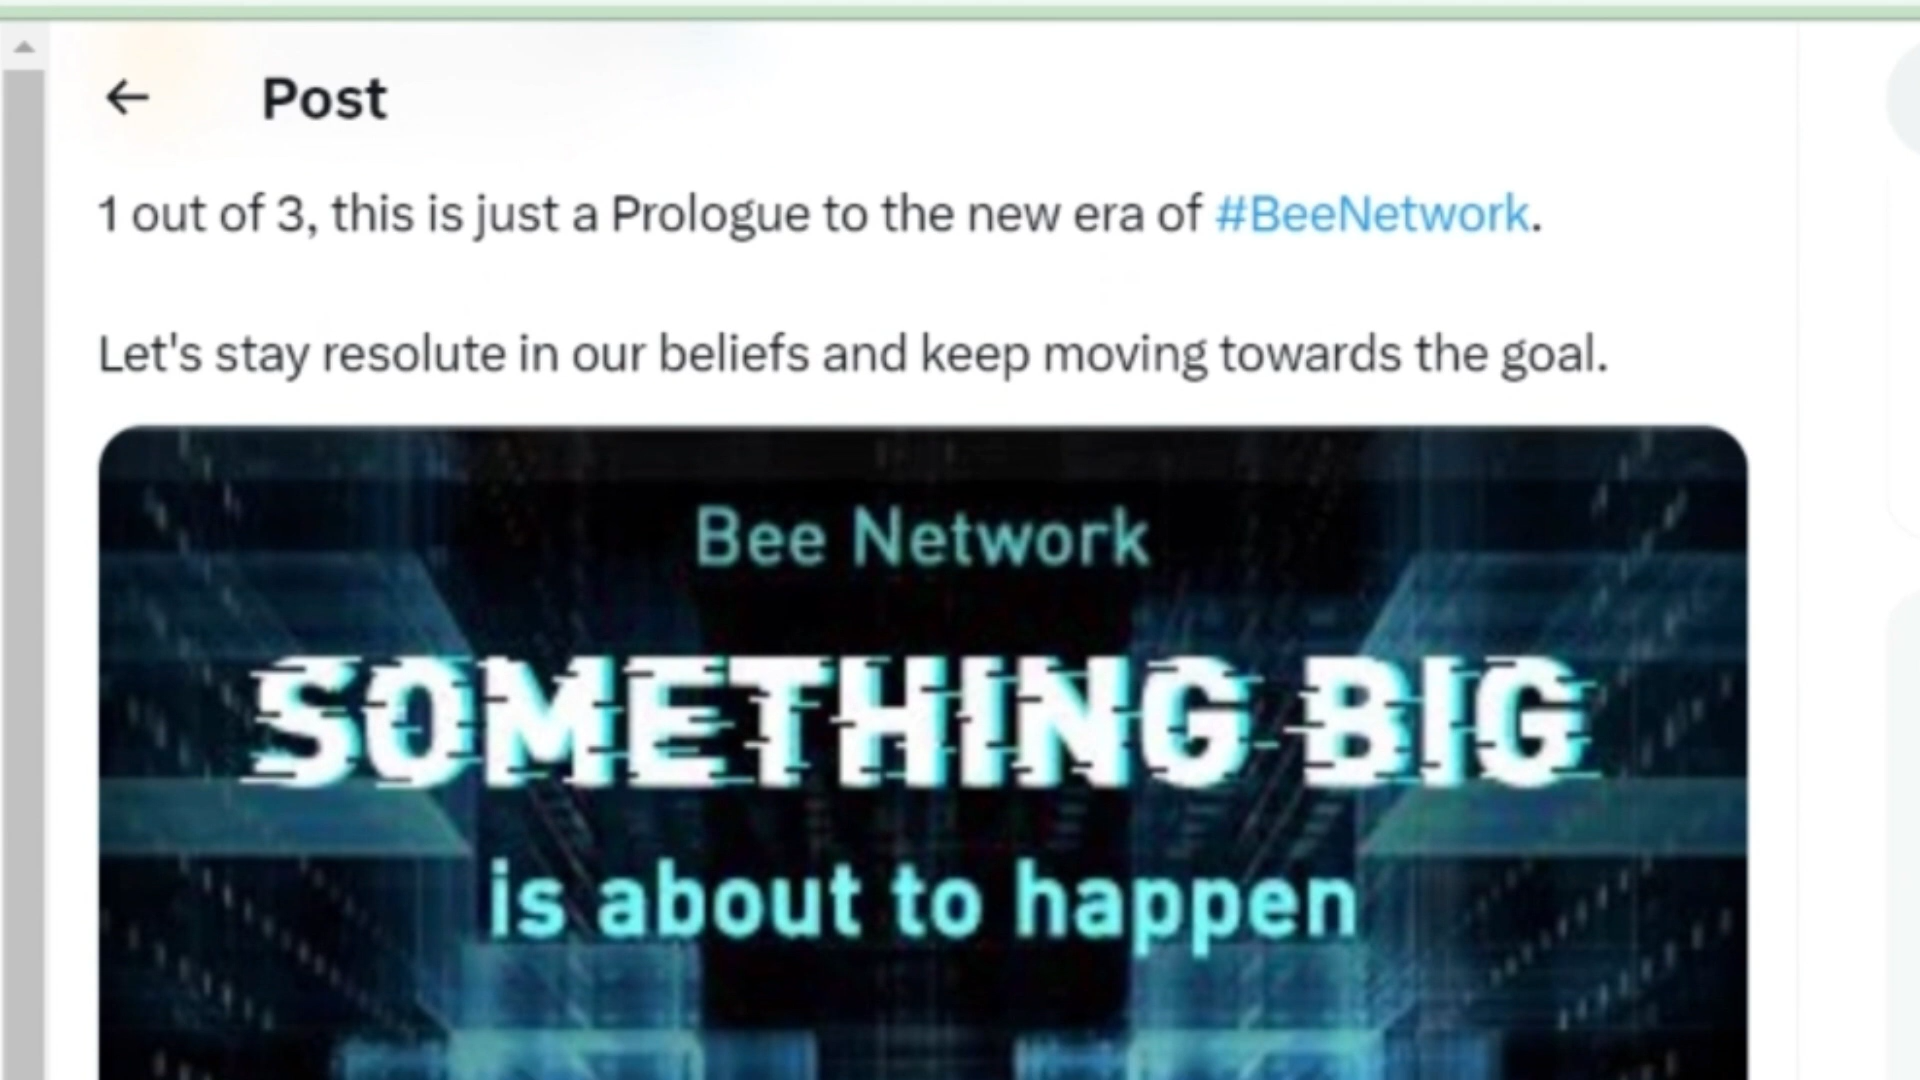 Post
1 out of 3, this is just a Prologue to the new era of #BeeNetwork.
Let's stay resolute in our beliefs and keep moving towards the goal.
Bee Network
SOMETHING BIG
is about to happen